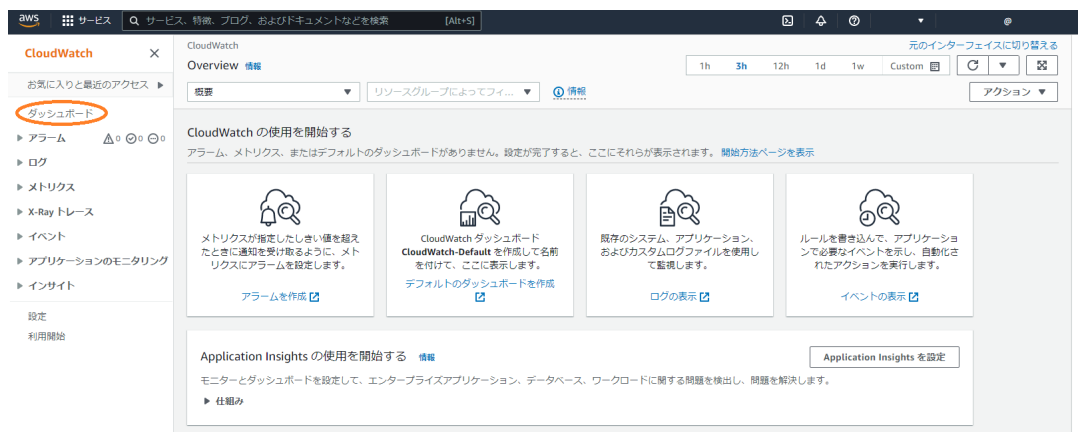 aws サービス サービス、特徴、ブログ、およびドキュメントなどを検索 [Alt+S] @
CloudWatch
お気に入りと最近のアクセス
ダッシュボード
アラーム 0 0 0
ログ
メトリクス
X-Ray トレース
イベント
アプリケーションのモニタリング
インサイト
設定
利用開始
CloudWatch
元のインターフェイスに切り替える
Overview 情報
1h 3h 12h 1d 1w Custom
概要 リソースグループによってフィ... 情報
アクション
CloudWatch の使用を開始する
アラーム、メトリクス、またはデフォルトのダッシュボードがありません。設定が完了すると、ここにそれらが表示されます。 開始方法ページを表示
メトリクスが指定したしきい値を超え
たときに通知を受け取るように、メト
リクスにアラームを設定します。
アラームを作成
CloudWatch ダッシュボード
CloudWatch-Default を作成して名前
を付けて、ここに表示します。
デフォルトのダッシュボードを作成
既存のシステム、アプリケーション、
およびカスタムログファイルを使用し
て監視します。
ログの表示
ルールを書き込んで、アプリケーショ
ンで必要なイベントを示し、自動化さ
れたアクションを実行します。
イベントの表示
Application Insights の使用を開始する 情報
Application Insights を設定
モニターとダッシュボードを設定して、エンタープライズアプリケーション、データベース、ワークロードに関する問題を検出し、問題を解決します。
仕組み